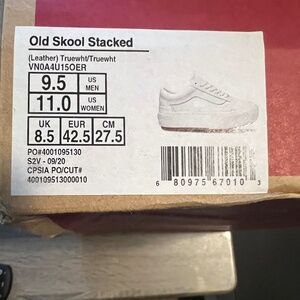 Old Skool Stacked
(Leather) Truewht/Truewht
VN0A4U15OER
9.5 US MEN
11.0 US WOMEN
UK EUR CM
8.5 42.5 27.5
PO#4001095130
S2V - 09/20
CPSIA PO/CUT#
400109513000010
6 80975 67010 3